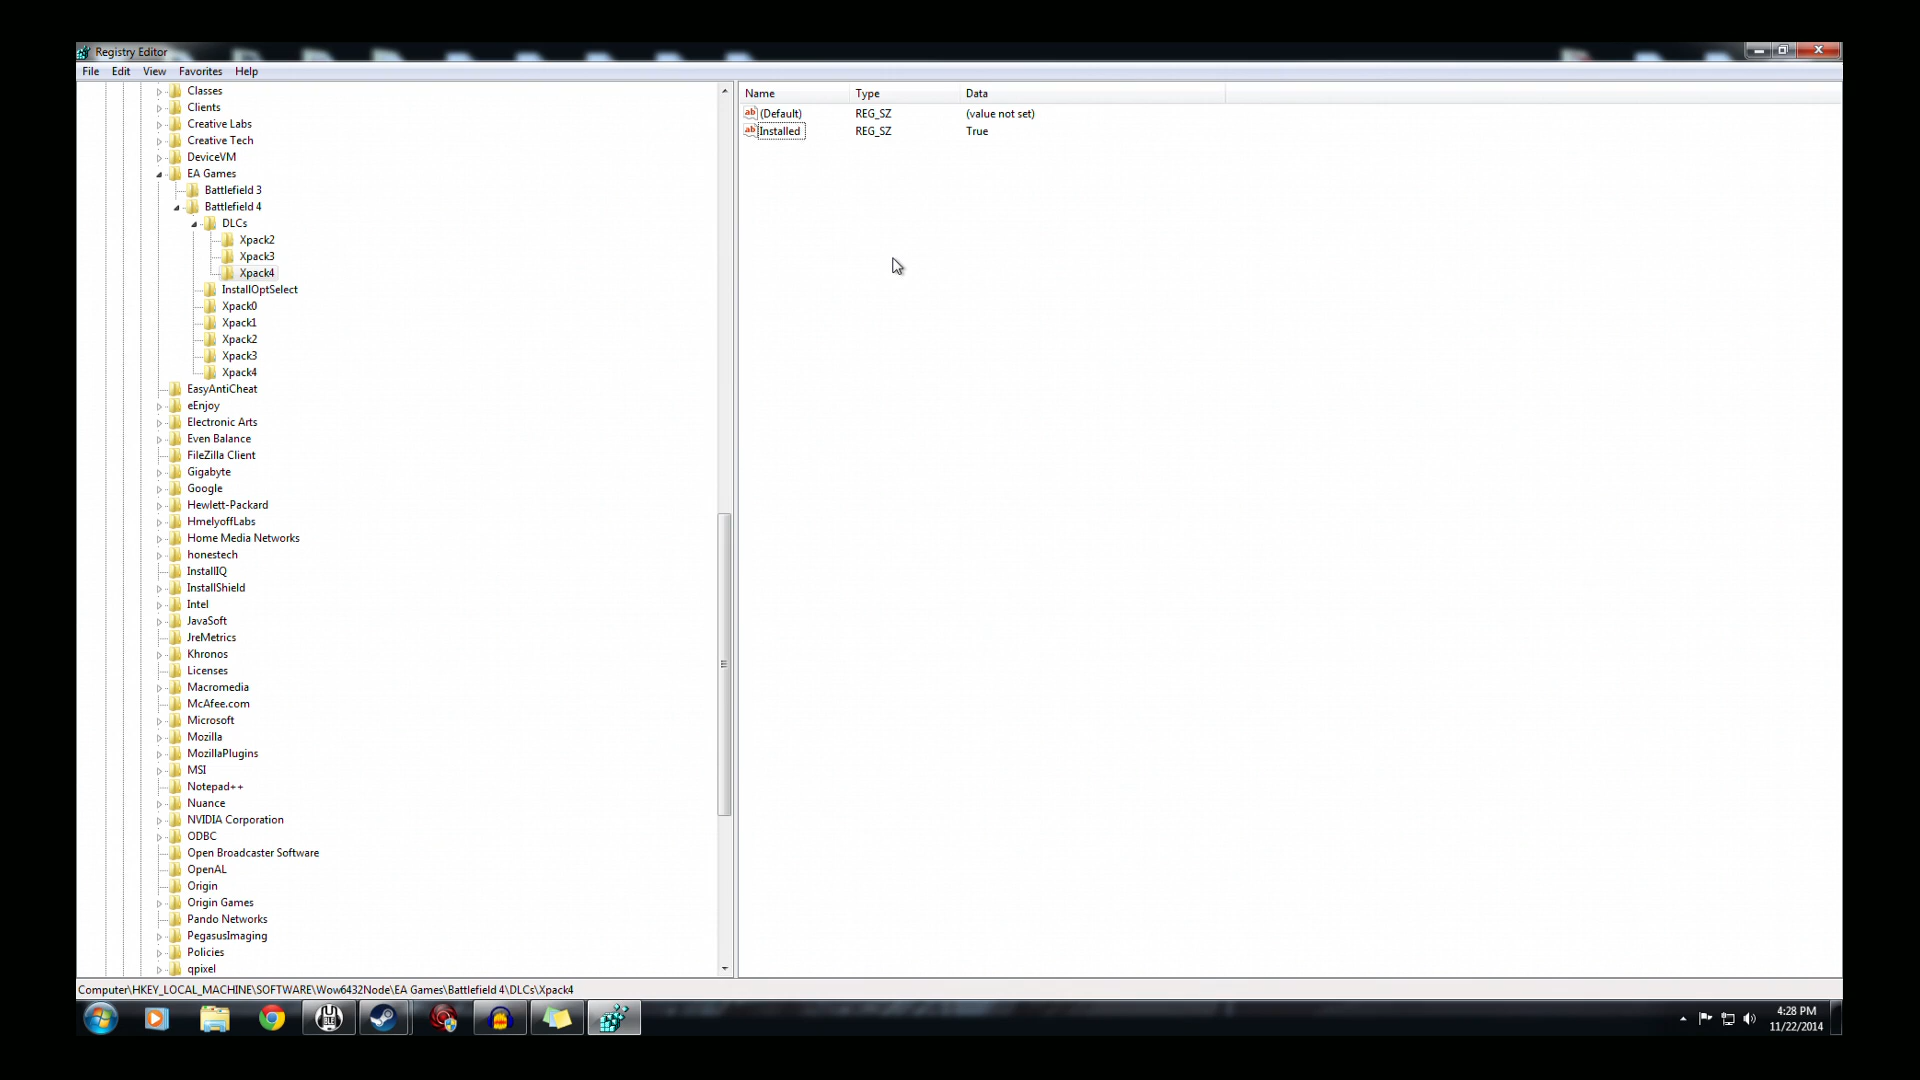 Registry Editor
File Edit View Favorites Help
Classes
Clients
Creative Labs
Creative Tech
DeviceVM
EA Games
Battlefield 3
Battlefield 4
DLCs
Xpack2
Xpack3
Xpack4
InstallOptSelect
Xpack0
Xpack1
Xpack2
Xpack3
Xpack4
EasyAntiCheat
eEnjoy
Electronic Arts
Even Balance
FileZilla Client
Gigabyte
Google
Hewlett-Packard
HmelyoffLabs
Home Media Networks
honestech
InstallIQ
InstallShield
Intel
JavaSoft
JreMetrics
Khronos
Licenses
Macromedia
McAfee.com
Microsoft
Mozilla
MozillaPlugins
MSI
Notepad++
Nuance
NVIDIA Corporation
ODBC
Open Broadcaster Software
OpenAL
Origin
Origin Games
Pando Networks
PegasusImaging
Policies
qpixel
Name Type Data
(Default) REG_SZ (value not set)
Installed REG_SZ True
Computer\HKEY_LOCAL_MACHINE\SOFTWARE\Wow6432Node\EA Games\Battlefield 4\DLCs\Xpack4
4:28 PM
11/22/2014